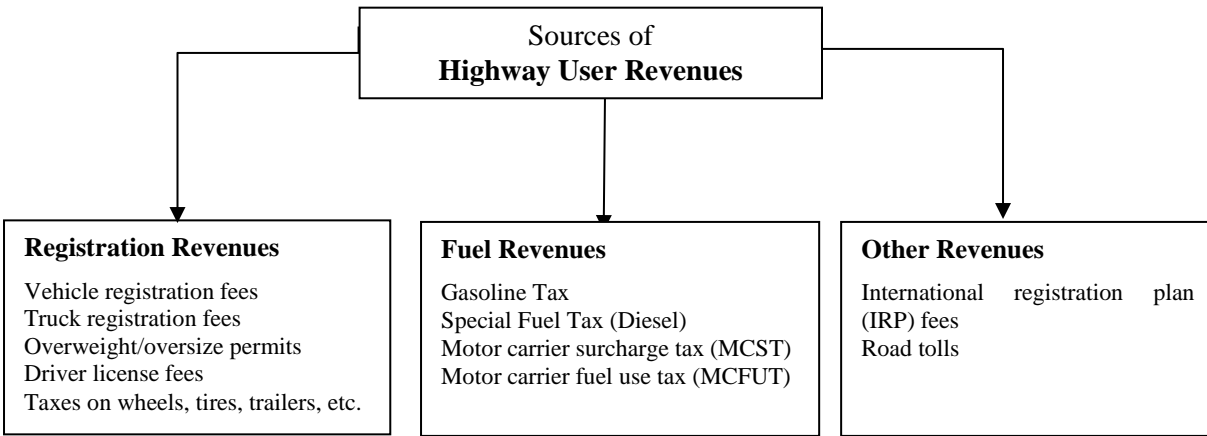 Sources of
Highway User Revenues
Registration Revenues
Vehicle registration fees
Truck registration fees
Overweight/oversize permits
Driver license fees
Taxes on wheels, tires, trailers, etc.
Fuel Revenues
Gasoline Tax
Special Fuel Tax (Diesel)
Motor carrier surcharge tax (MCST)
Motor carrier fuel use tax (MCFUT)
Other Revenues
International registration plan
(IRP) fees
Road tolls